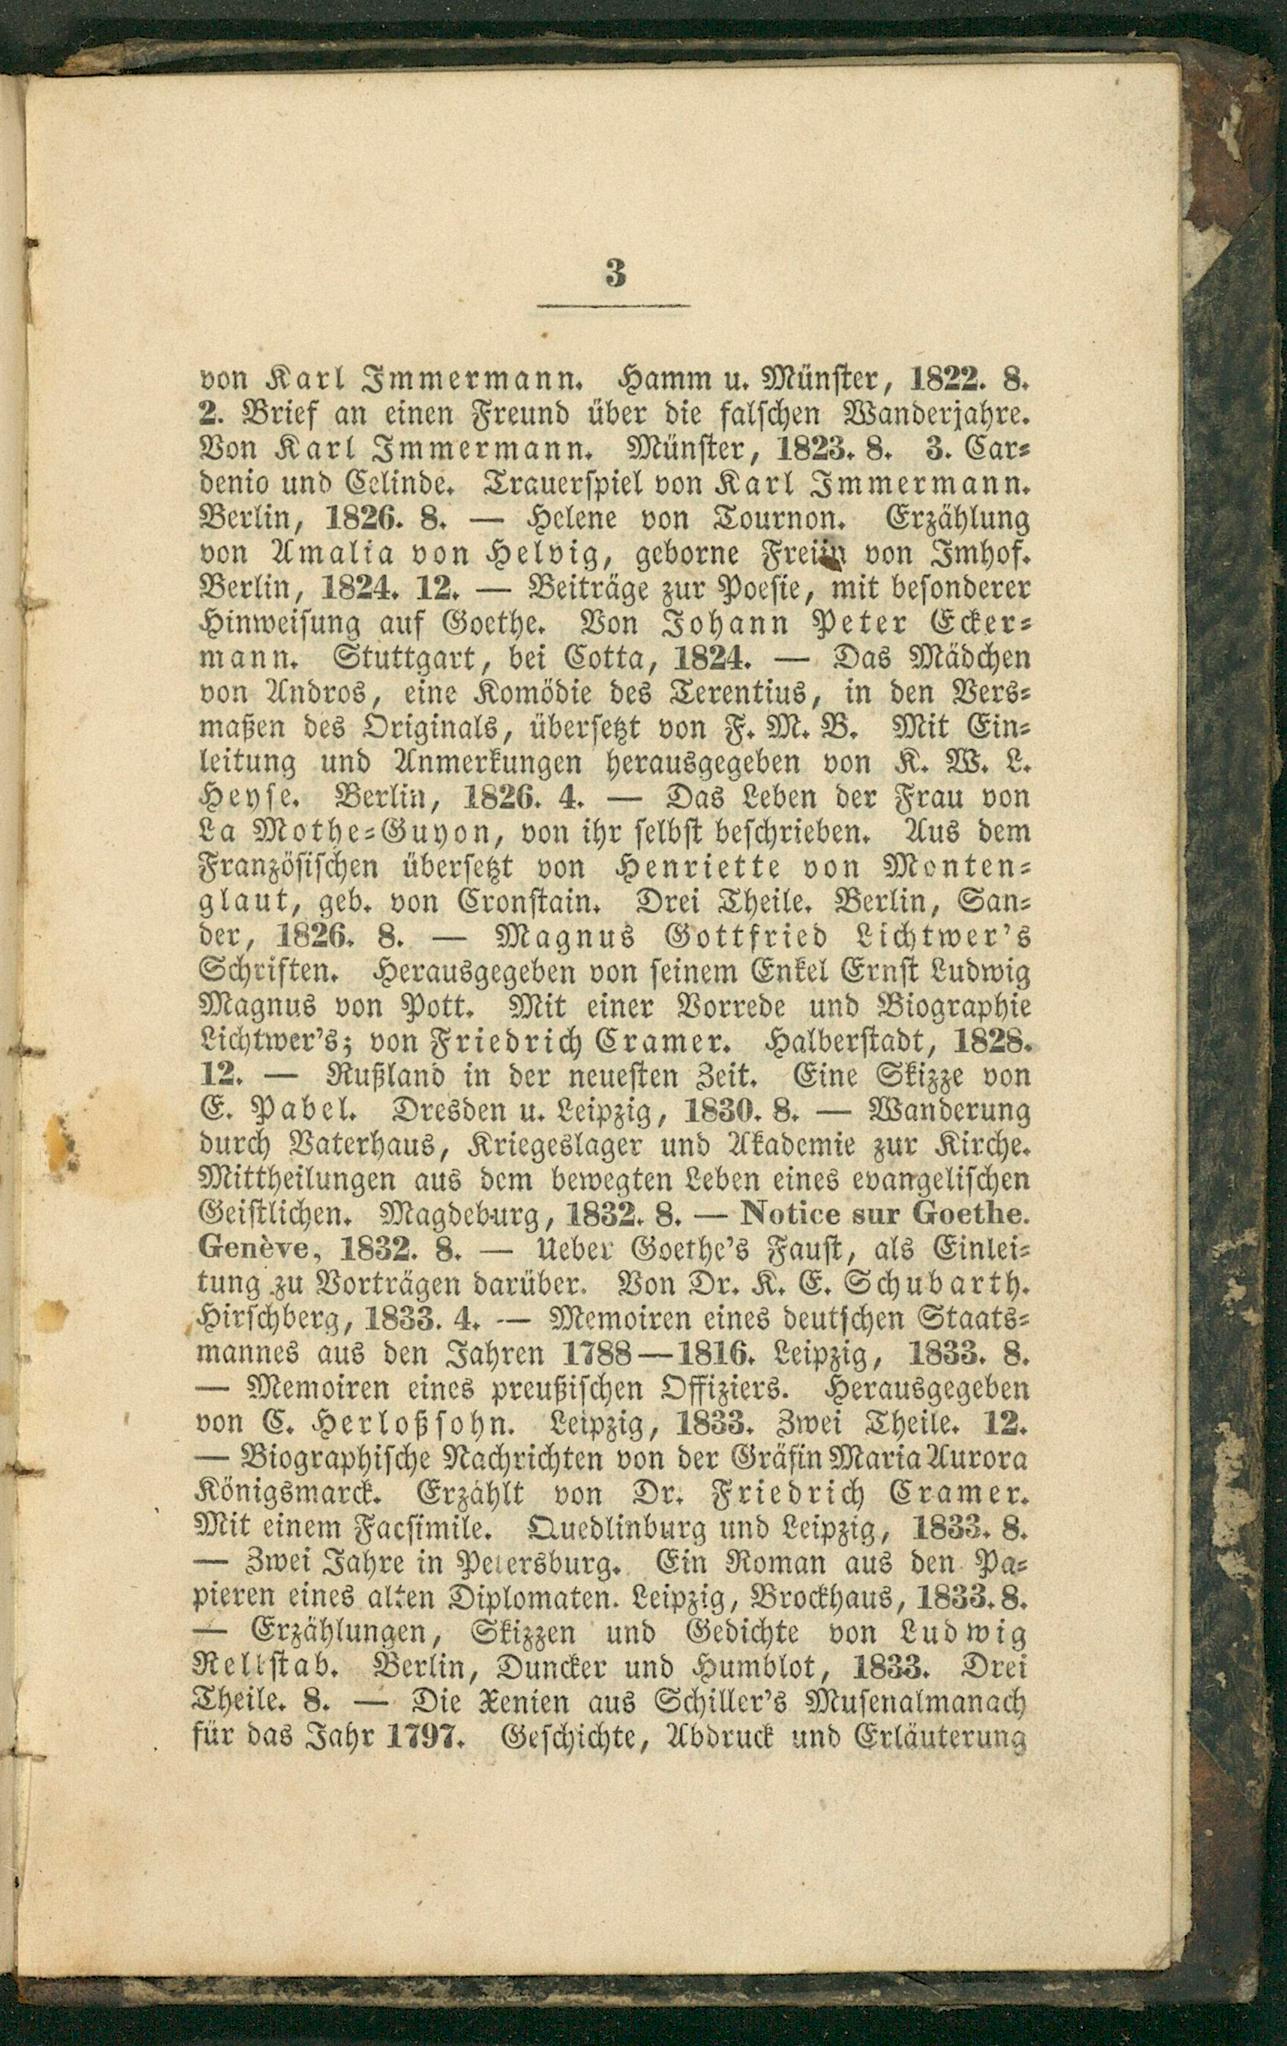 3
von Karl Immermann. Hamm u. Münster, 1822. 8.
2. Brief an einen Freund über die falschen Wanderjahre.
Von Karl Immermann. Münster, 1823. 8. 3. Car-
denio und Celinde. Trauerspiel von Karl Immermann.
Berlin, 1826. 8. — Helene von Tournon. Erzählung
von Amalia von Helvig, geborne Freiin von Imhof.
Berlin, 1824. 12. — Beiträge zur Poesie, mit besonderer
Hinweisung auf Goethe. Von Johann Peter Ecker-
mann. Stuttgart, bei Cotta, 1824. — Das Mädchen
von Andros, eine Komödie des Terentius, in den Vers-
maßen des Originals, übersetzt von F. M. B. Mit Ein-
leitung und Anmerkungen herausgegeben von K. W. L.
Heyse. Berlin, 1826. 4. — Das Leben der Frau von
La Mothe-Guyon, von ihr selbst beschrieben. Aus dem
Französischen übersetzt von Henriette von Monten-
glaut, geb. von Cronstain. Drei Theile. Berlin, San-
der, 1826. 8. — Magnus Gottfried Lichtwer's
Schriften. Herausgegeben von seinem Enkel Ernst Ludwig
Magnus von Pott. Mit einer Vorrede und Biographie
Lichtwer's; von Friedrich Cramer. Halberstadt, 1828.
12. — Rußland in der neuesten Zeit. Eine Skizze von
E. Pabel. Dresden u. Leipzig, 1830. 8. — Wanderung
durch Vaterhaus, Kriegeslager und Akademie zur Kirche.
Mittheilungen aus dem bewegten Leben eines evangelischen
Geistlichen. Magdeburg, 1832. 8. — Notice sur Goethe.
Genève, 1832. 8. — Ueber Goethe's Faust, als Einlei-
tung zu Vorträgen darüber. Von Dr. K. E. Schubarth.
Hirschberg, 1833. 4. — Memoiren eines deutschen Staats-
mannes aus den Jahren 1788—1816. Leipzig, 1833. 8.
— Memoiren eines preußischen Offiziers. Herausgegeben
von C. Herloßsohn. Leipzig, 1833. Zwei Theile. 12.
— Biographische Nachrichten von der Gräfin Maria Aurora
Königsmarck. Erzählt von Dr. Friedrich Cramer.
Mit einem Facsimile. Quedlinburg und Leipzig, 1833. 8.
— Zwei Jahre in Petersburg. Ein Roman aus den Pa-
pieren eines alten Diplomaten. Leipzig, Brockhaus, 1833. 8.
— Erzählungen, Skizzen und Gedichte von Ludwig
Rellstab. Berlin, Duncker und Humblot, 1833. Drei
Theile. 8. — Die Xenien aus Schiller's Musenalmanach
für das Jahr 1797. Geschichte, Abdruck und Erläuterung